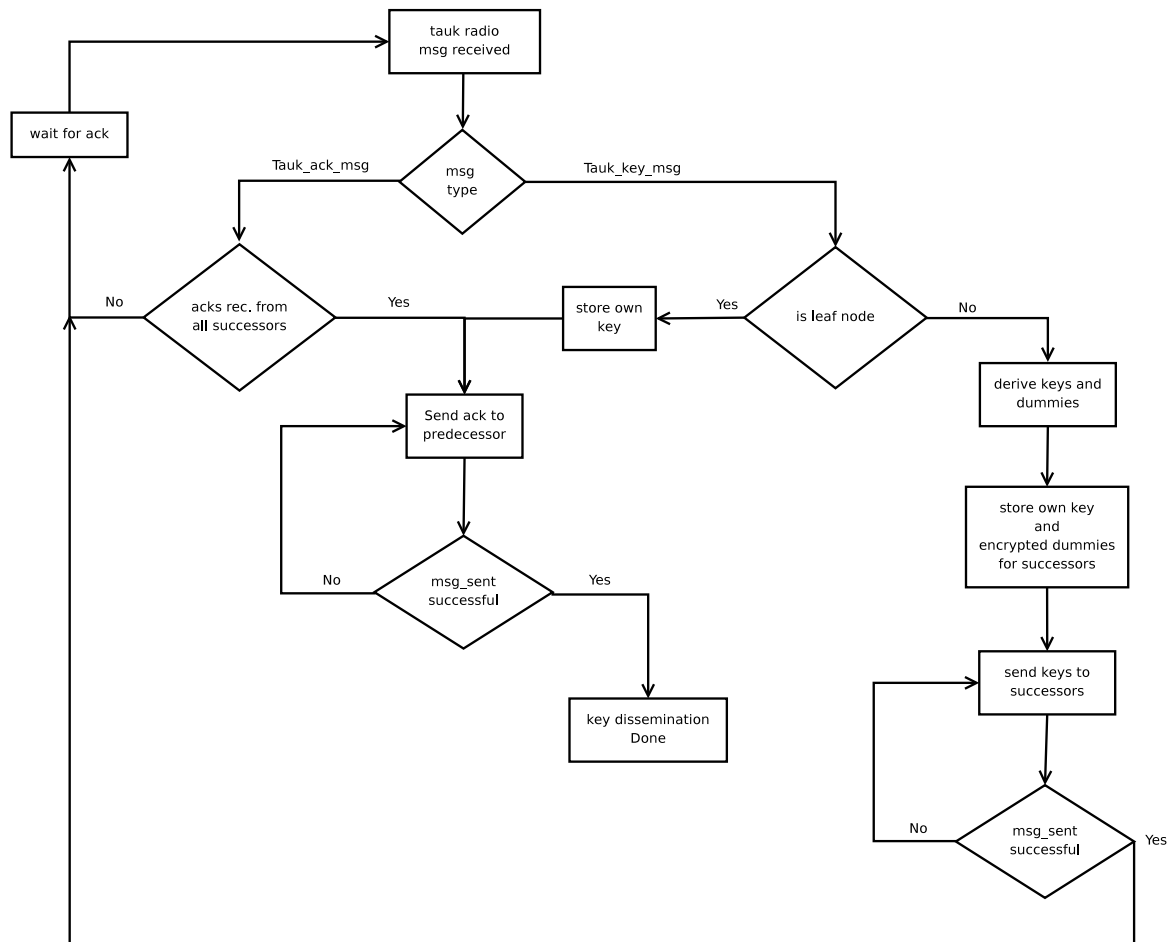 tauk radio
msg received
wait for ack
Tauk_ack_msg
msg
type
Tauk_key_msg
No
acks rec. from
all successors
Yes
store own
key
Yes
is leaf node
No
derive keys and
dummies
Send ack to
predecessor
store own key
and
encrypted dummies
for successors
No
msg_sent
successful
Yes
send keys to
successors
key dissemination
Done
No
msg_sent
successful
Yes